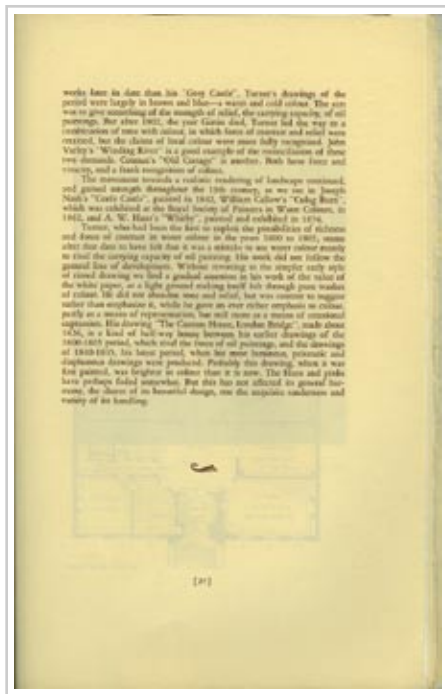 works later in date than his "Grey Castle". Turner's drawings of the
period were largely in brown and blue—a warm and cold colour. The aim
was to give something of the strength of relief, the carrying capacity, of oil
paintings. But after 1802, the year Girtin died, Turner led the way to a
combination of tone with colour, in which force of contrast and relief were
retained, but the claims of local colour were more fully recognised. John
Varley's "Winding River" is a good example of the reconciliation of these
two demands. Cotman's "Old Cottage" is another. Both have force and
veracity, and a frank recognition of colour.
The movement towards a realistic rendering of landscape continued,
and gained strength throughout the 19th century, as we see in Joseph
Nash's "Castle", painted in 1842, William Callow's
which was exhibited at the Royal Society of Painters in Water Colours, in
1862, and A. W. Hunt's "Whitby", painted and exhibited in 1874.
Turner, who had been the first to exploit the possibilities of richness
and force of contrast in water colour in the years 1800 to 1805, seems
after that date to have felt that it was a mistake to use water colour merely
to rival the carrying capacity of oil painting. His work did not follow the
general line of development. Without reverting to the simpler early style
of tinted drawing we find a gradual assertion in his work of the value of
the white paper, as a light ground making itself felt through pure washes
of colour. He did not abandon tone and relief, but was content to suggest
rather than emphasize it, while he gave an ever richer emphasis to colour,
partly as a means of representation, but still more as a means of emotional
expression. His drawing "The Custom House, London Bridge", made about
1826, is a kind of half-way house between his earlier drawings of the
1800-1805 period, which rival the force of oil paintings, and the drawings
of 1840-1855, his latest period, when his most luminous, prismatic and
diaphanous drawings were produced. Probably this drawing, when it was
first painted, was brighter in colour than it is now. The blues and pinks
have perhaps faded somewhat. But this has not affected its general har-
mony, the charm of its beautiful design, nor the exquisite tenderness and
variety of its handling.